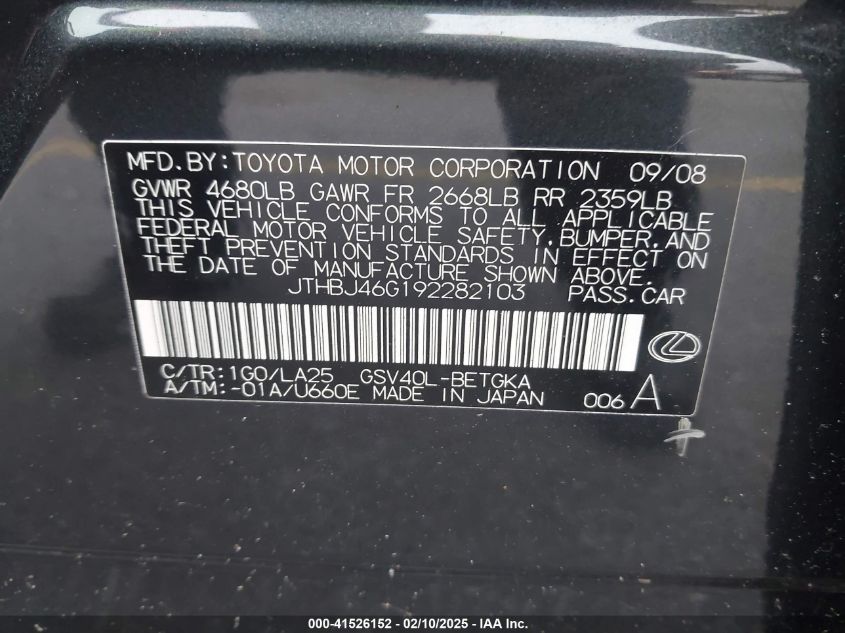 MFD.BY:TOYOTA MOTOR CORPORATION 09/08
GVWR 4680LB GAWR FR 2668LB RR 2359LB
THIS VEHICLE CONFORMS TO ALL APPLICABLE
FEDERAL MOTOR VEHICLE SAFETY,BUMPER,AND
THEFT PREVENTION STANDARDS IN EFFECT ON
THE DATE OF MANUFACTURE SHOWN ABOVE.
JTHBJ46G192282103 PASS.CAR
C/TR:1G0/LA25 GSV40L-BETGKA
A/TM:-01A/U660E MADE IN JAPAN 006 A
000-41526152 - 02/10/2025 - IAA Inc.